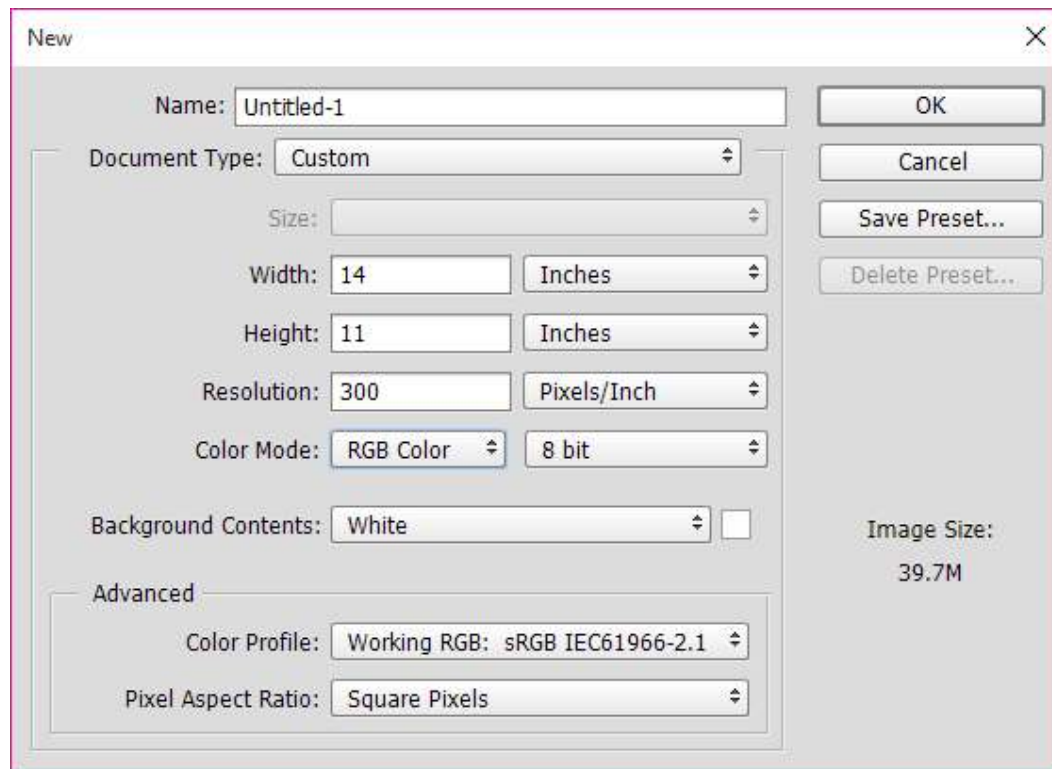 New
Name: Untitled-1
OK
Document Type: Custom
Cancel
Size:
Save Preset...
Width: 14 Inches
Delete Preset...
Height: 11 Inches
Resolution: 300 Pixels/Inch
Color Mode: RGB Color 8 bit
Background Contents: White
Image Size:
39.7M
Advanced
Color Profile: Working RGB: sRGB IEC61966-2.1
Pixel Aspect Ratio: Square Pixels